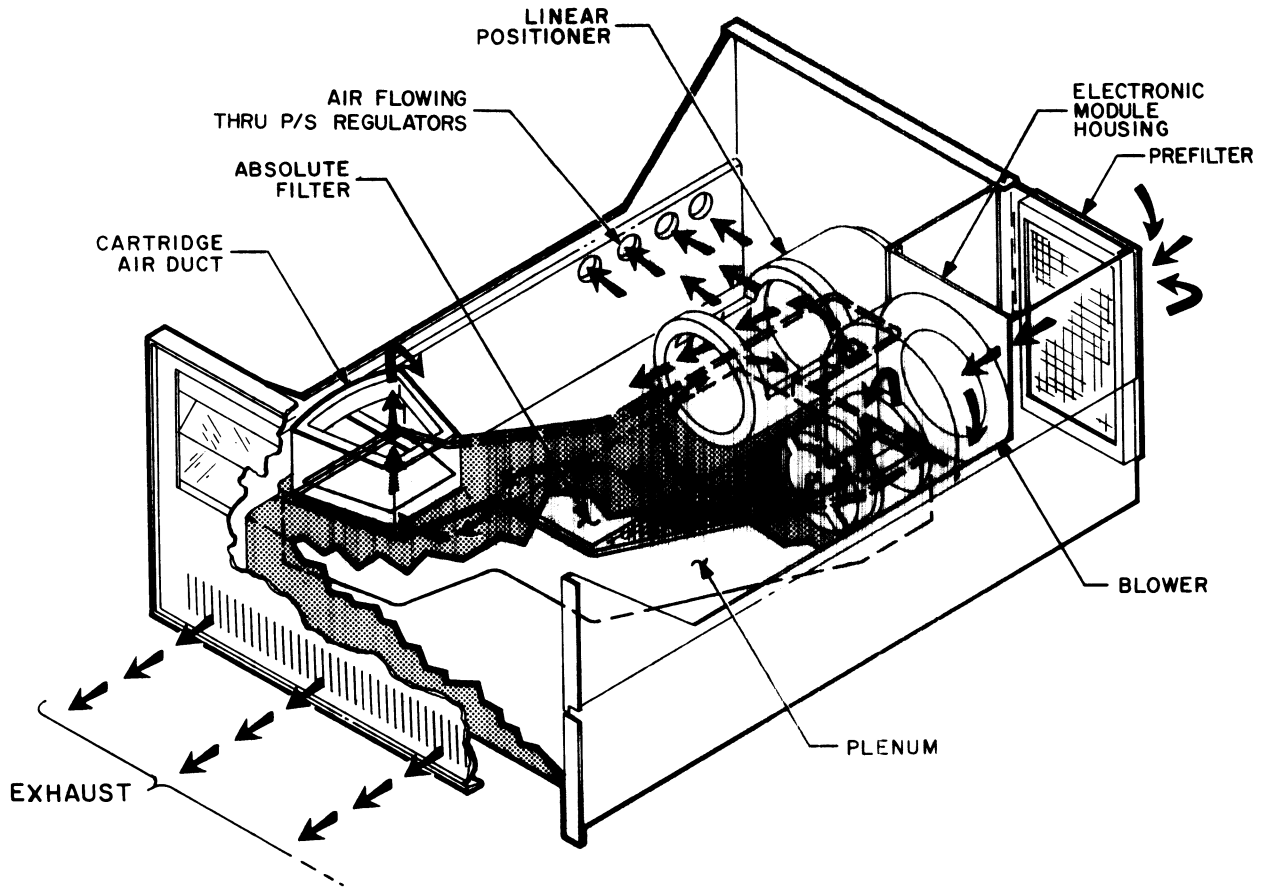 LINEAR
POSITIONER
AIR FLOWING
THRU P/S REGULATORS
ABSOLUTE
FILTER
CARTRIDGE
AIR DUCT
ELECTRONIC
MODULE
HOUSING
PREFILTER
BLOWER
PLENUM
EXHAUST